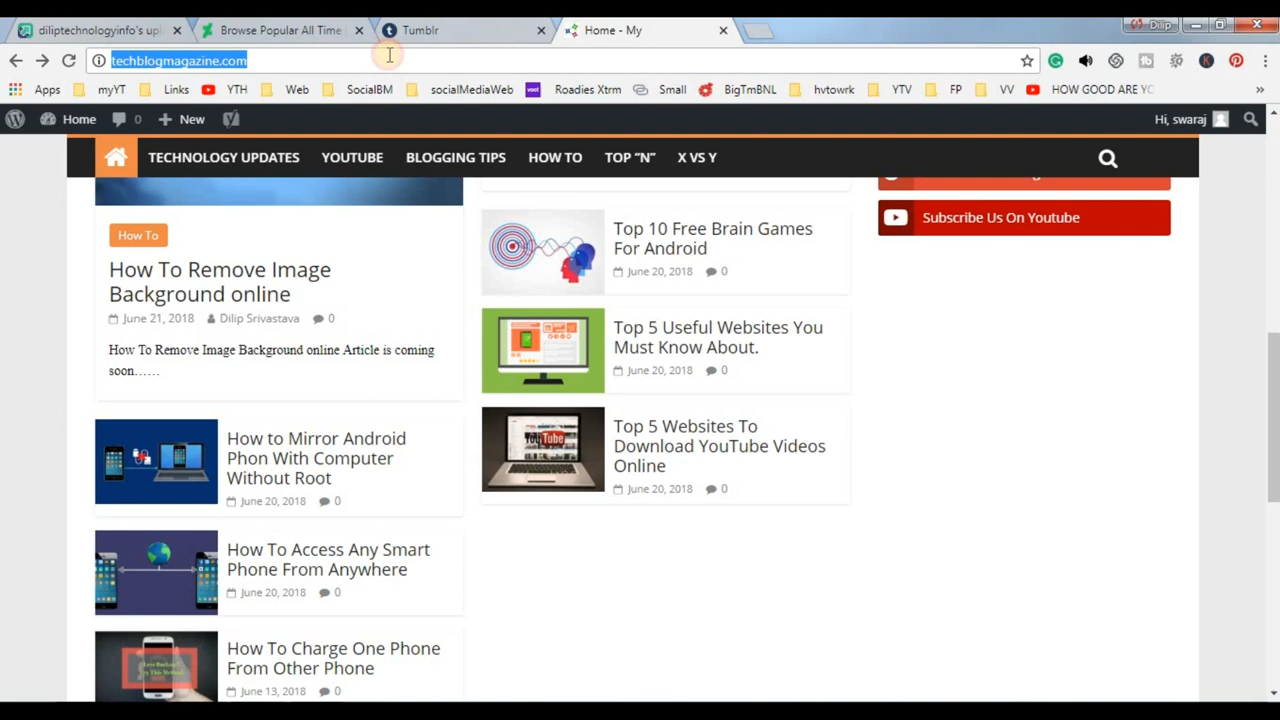 diliptechnologyinfo's upl
Browse Popular All Time
Tumblr
Home - My
Dilip
techblogmagazine.com
Apps
myYT
Links
YTH
Web
SocialBM
socialMediaWeb
voot
Roadies Xtrm
Small
BigTmBNL
hvtowrk
YTV
FP
VV
HOW GOOD ARE YO
»
Home
0
New
Hi, swaraj
TECHNOLOGY UPDATES
YOUTUBE
BLOGGING TIPS
HOW TO
TOP “N”
X VS Y
Subscribe Us On Youtube
How To
How To Remove Image
Background online
June 21, 2018
Dilip Srivastava
0
How To Remove Image Background online Article is coming
soon……
How to Mirror Android
Phon With Computer
Without Root
June 20, 2018
0
How To Access Any Smart
Phone From Anywhere
June 20, 2018
0
How To Charge One Phone
From Other Phone
June 13, 2018
0
Top 10 Free Brain Games
For Android
June 20, 2018
0
Top 5 Useful Websites You
Must Know About.
June 20, 2018
0
YouTube
Top 5 Websites To
Download YouTube Videos
Online
June 20, 2018
0